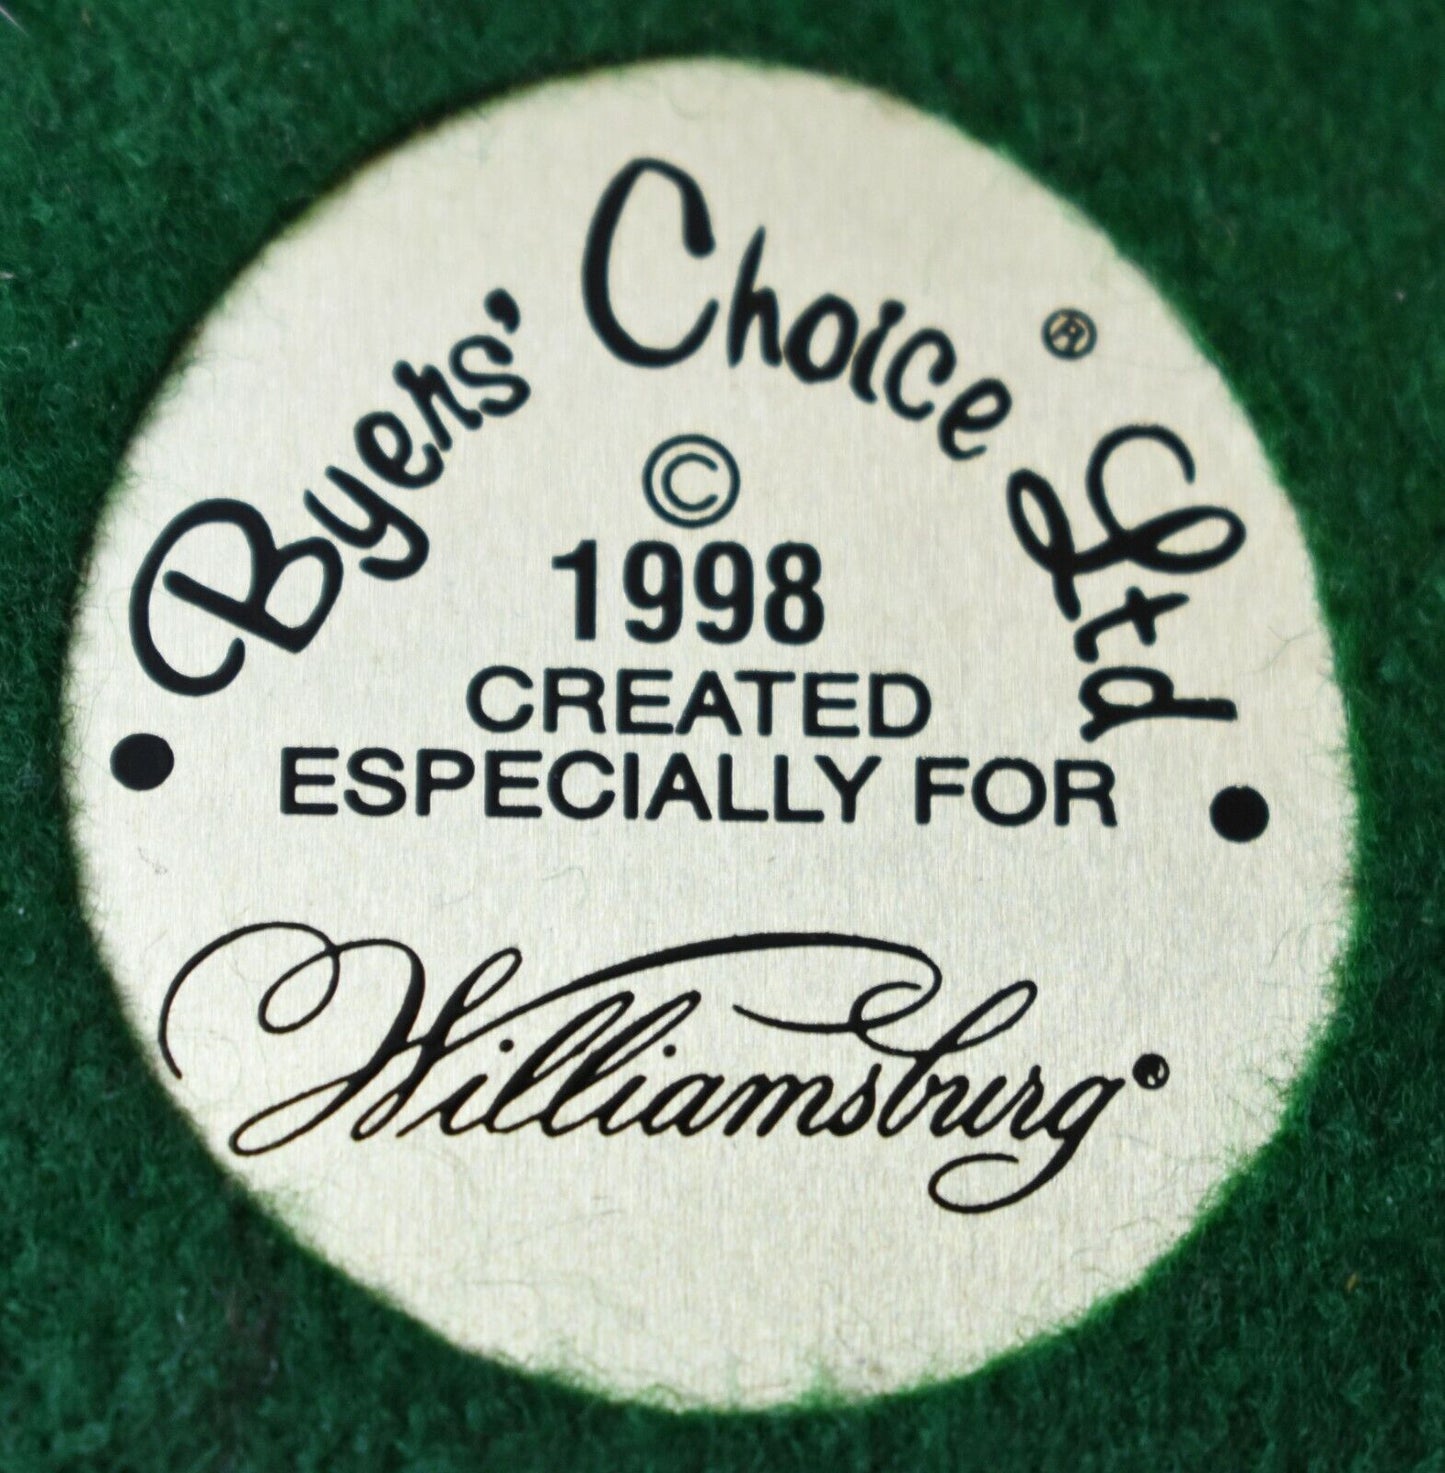 Byers' Choice® Ltd
©
1998
CREATED
ESPECIALLY FOR
Williamsburg®